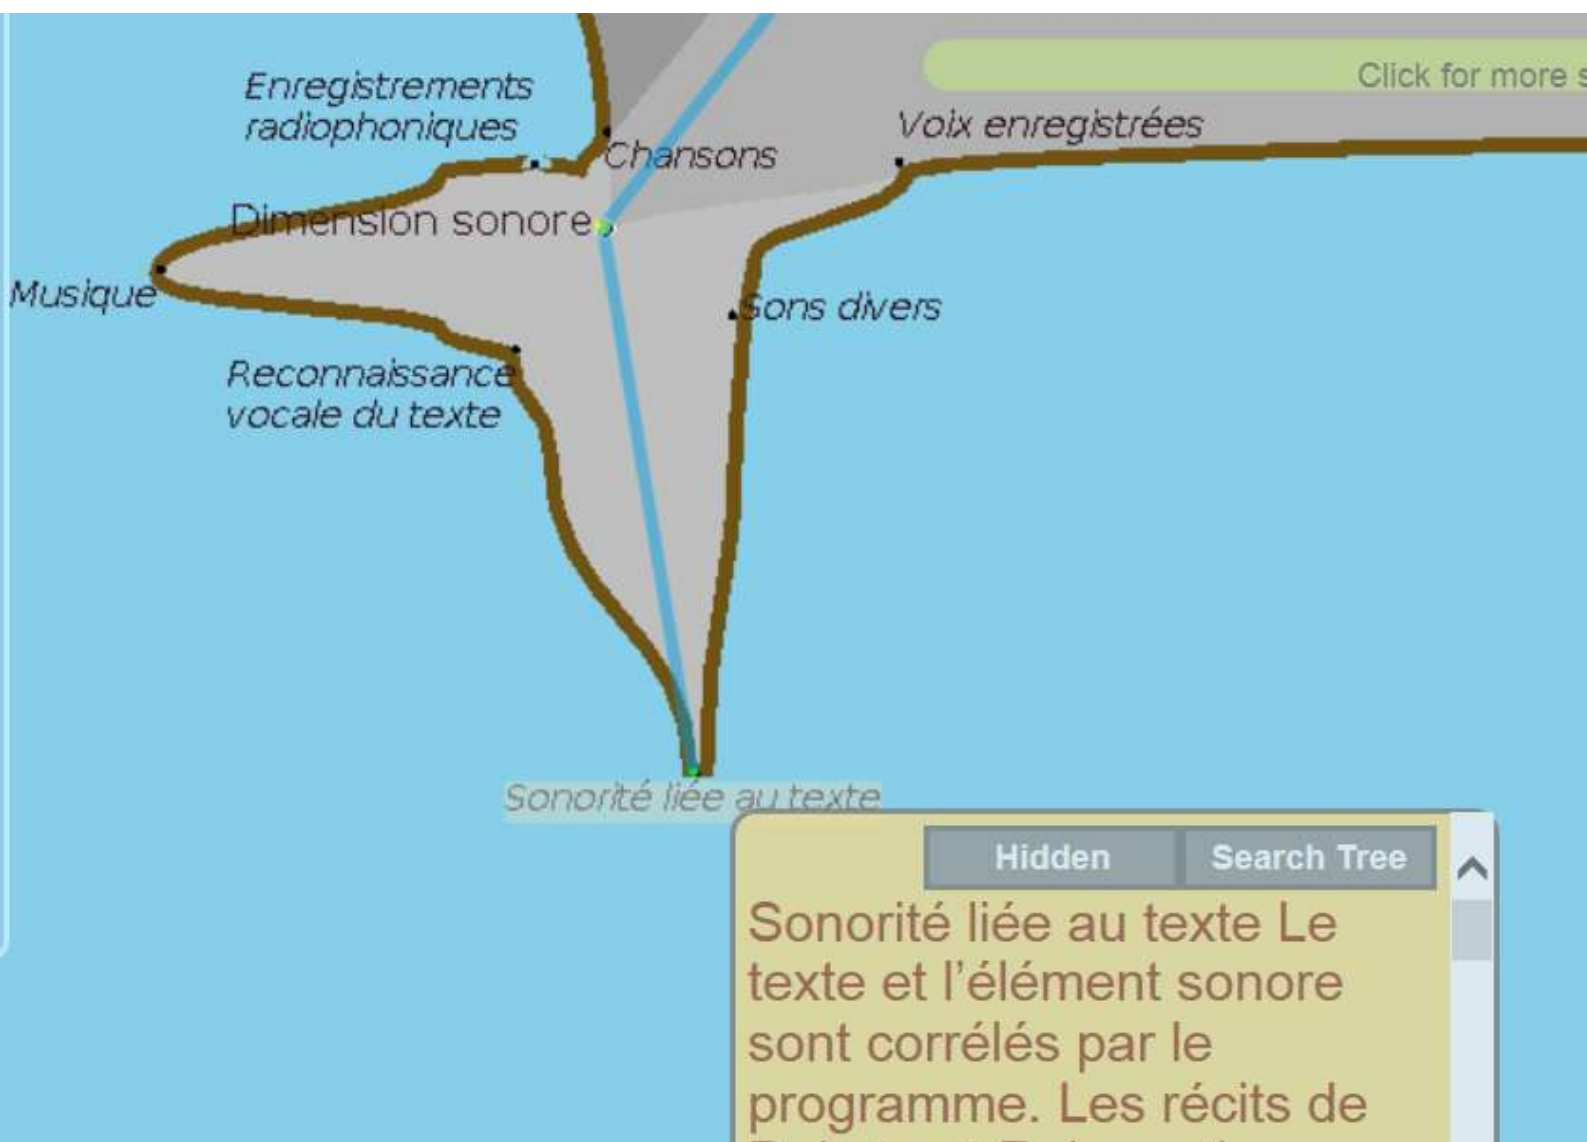 Click for more
Enregistrements
radiophoniques
Voix enregistrées
Chansons
Dimension sonore
Musique
Sons divers
Reconnaissance
vocale du texte
Sonorité liée au texte
Hidden
Search Tree
Sonorité liée au texte Le
texte et l’élément sonore
sont corrélés par le
programme. Les récits de